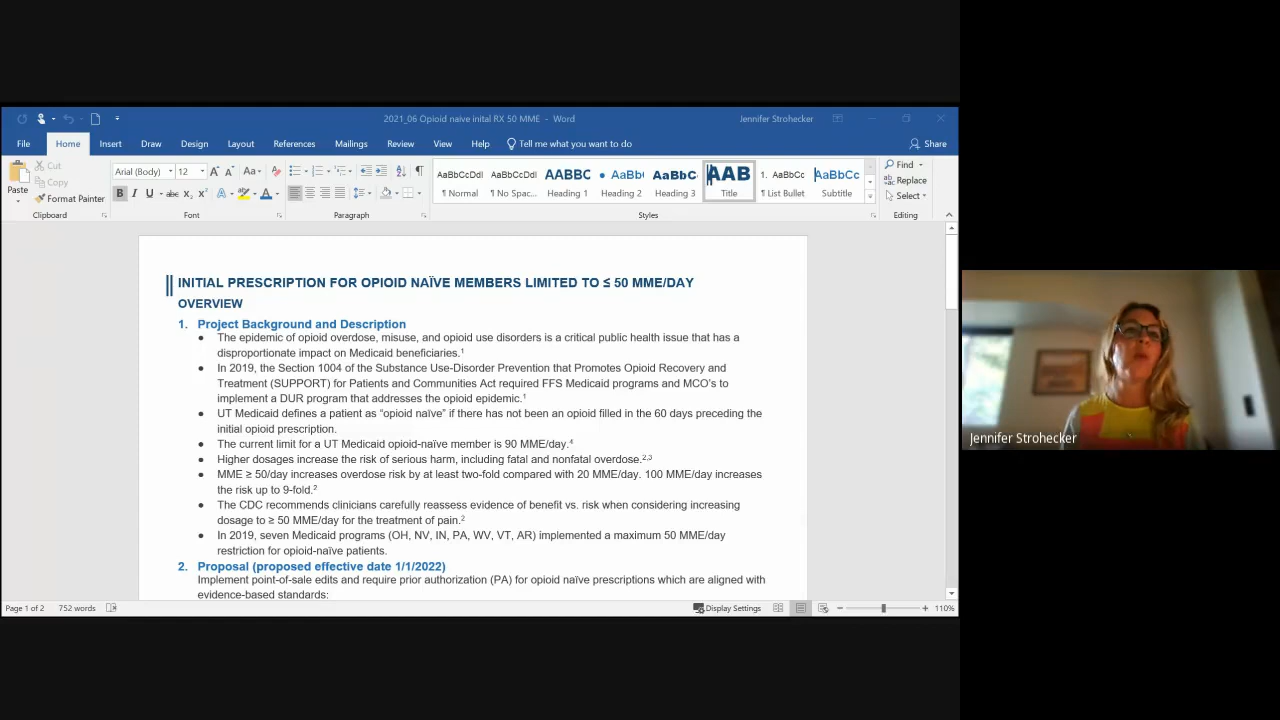 2021_06 Opioid naive inital RX 50 MME - Word
Jennifer Strohecker
File Home Insert Draw Design Layout References Mailings Review View Help Tell me what you want to do Share
Paste
Cut
Copy
Format Painter
Clipboard
Arial (Body) 12
Font
Paragraph
AaBbCcDdI AaBbCcDdI AABBC AaBb AaBbC AAB 1. AaBbCc AaBbCc
¶ Normal ¶ No Spac... Heading 1 Heading 2 Heading 3 Title ¶ List Bullet Subtitle
Styles
Find
Replace
Select
Editing
INITIAL PRESCRIPTION FOR OPIOID NAÏVE MEMBERS LIMITED TO ≤ 50 MME/DAY
OVERVIEW
1. Project Background and Description
● The epidemic of opioid overdose, misuse, and opioid use disorders is a critical public health issue that has a
disproportionate impact on Medicaid beneficiaries.¹
● In 2019, the Section 1004 of the Substance Use-Disorder Prevention that Promotes Opioid Recovery and
Treatment (SUPPORT) for Patients and Communities Act required FFS Medicaid programs and MCO's to
implement a DUR program that addresses the opioid epidemic.¹
● UT Medicaid defines a patient as "opioid naïve" if there has not been an opioid filled in the 60 days preceding the
initial opioid prescription.
● The current limit for a UT Medicaid opioid-naïve member is 90 MME/day.⁴
● Higher dosages increase the risk of serious harm, including fatal and nonfatal overdose.²,³
● MME ≥ 50/day increases overdose risk by at least two-fold compared with 20 MME/day. 100 MME/day increases
the risk up to 9-fold.²
● The CDC recommends clinicians carefully reassess evidence of benefit vs. risk when considering increasing
dosage to ≥ 50 MME/day for the treatment of pain.²
● In 2019, seven Medicaid programs (OH, NV, IN, PA, WV, VT, AR) implemented a maximum 50 MME/day
restriction for opioid-naïve patients.
2. Proposal (proposed effective date 1/1/2022)
Implement point-of-sale edits and require prior authorization (PA) for opioid naïve prescriptions which are aligned with
evidence-based standards:
Page 1 of 2 752 words Display Settings 110%
Jennifer Strohecker